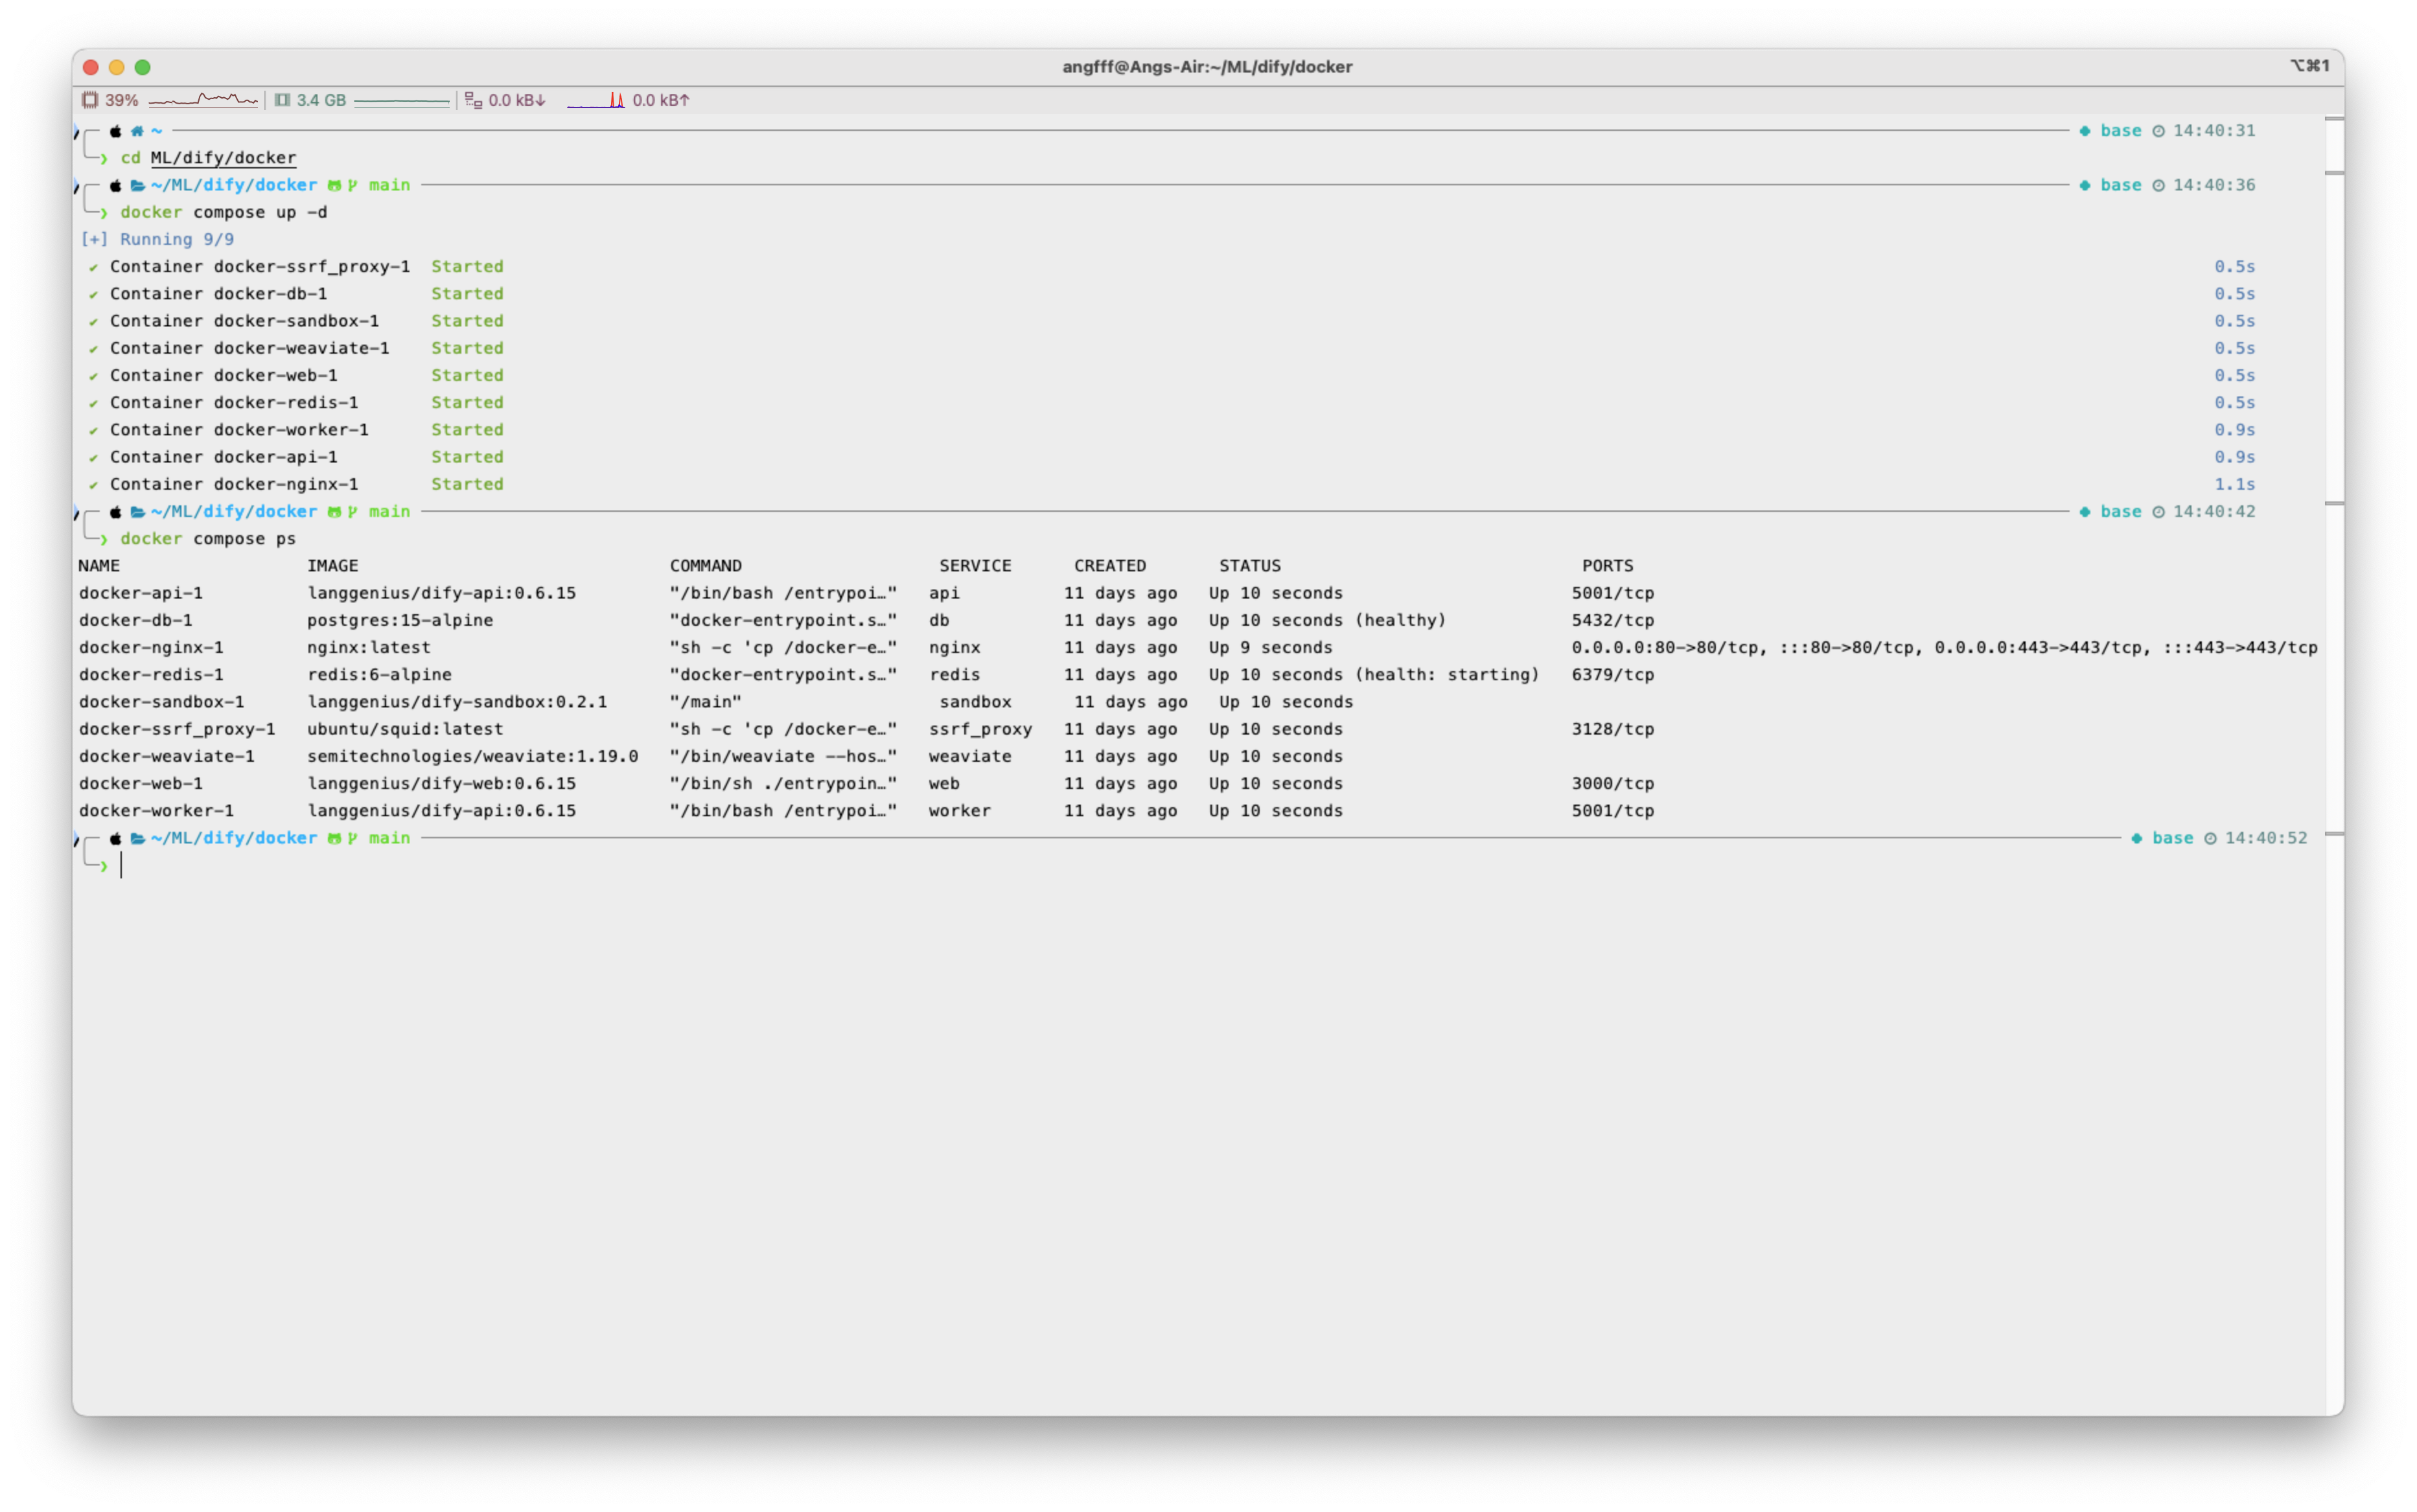 angfff@Angs-Air:~/ML/dify/docker ⌥⌘1
39% 3.4 GB 0.0 kB↓ 0.0 kB↑
~ base 14:40:31
❯ cd ML/dify/docker
~/ML/dify/docker main base 14:40:36
❯ docker compose up -d
[+] Running 9/9
✔ Container docker-ssrf_proxy-1 Started 0.5s
✔ Container docker-db-1 Started 0.5s
✔ Container docker-sandbox-1 Started 0.5s
✔ Container docker-weaviate-1 Started 0.5s
✔ Container docker-web-1 Started 0.5s
✔ Container docker-redis-1 Started 0.5s
✔ Container docker-worker-1 Started 0.9s
✔ Container docker-api-1 Started 0.9s
✔ Container docker-nginx-1 Started 1.1s
~/ML/dify/docker main base 14:40:42
❯ docker compose ps
NAME IMAGE COMMAND SERVICE CREATED STATUS PORTS
docker-api-1 langgenius/dify-api:0.6.15 "/bin/bash /entrypoi…" api 11 days ago Up 10 seconds 5001/tcp
docker-db-1 postgres:15-alpine "docker-entrypoint.s…" db 11 days ago Up 10 seconds (healthy) 5432/tcp
docker-nginx-1 nginx:latest "sh -c 'cp /docker-e…" nginx 11 days ago Up 9 seconds 0.0.0.0:80->80/tcp, :::80->80/tcp, 0.0.0.0:443->443/tcp, :::443->443/tcp
docker-redis-1 redis:6-alpine "docker-entrypoint.s…" redis 11 days ago Up 10 seconds (health: starting) 6379/tcp
docker-sandbox-1 langgenius/dify-sandbox:0.2.1 "/main" sandbox 11 days ago Up 10 seconds
docker-ssrf_proxy-1 ubuntu/squid:latest "sh -c 'cp /docker-e…" ssrf_proxy 11 days ago Up 10 seconds 3128/tcp
docker-weaviate-1 semitechnologies/weaviate:1.19.0 "/bin/weaviate --hos…" weaviate 11 days ago Up 10 seconds
docker-web-1 langgenius/dify-web:0.6.15 "/bin/sh ./entrypoin…" web 11 days ago Up 10 seconds 3000/tcp
docker-worker-1 langgenius/dify-api:0.6.15 "/bin/bash /entrypoi…" worker 11 days ago Up 10 seconds 5001/tcp
~/ML/dify/docker main base 14:40:52
❯